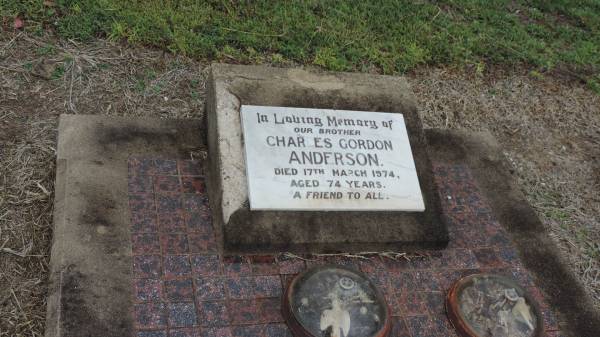 In Loving Memory of
OUR BROTHER
CHAR ES GORDON
ANDERSON.
DIED 17TH MARCH 1974,
AGED 74 YEARS.
A FRIEND TO ALL.